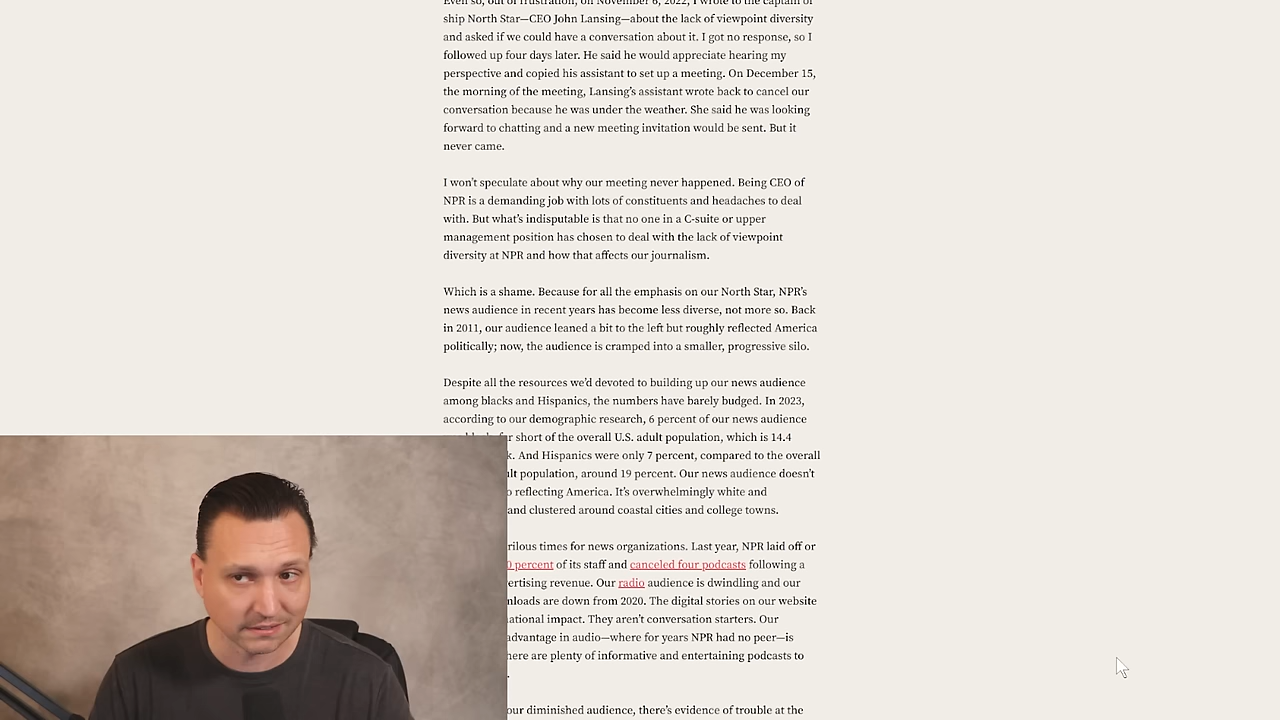 Even so, out of frustration, on November 6, 2022, I wrote to the captain of
ship North Star—CEO John Lansing—about the lack of viewpoint diversity
and asked if we could have a conversation about it. I got no response, so I
followed up four days later. He said he would appreciate hearing my
perspective and copied his assistant to set up a meeting. On December 15,
the morning of the meeting, Lansing’s assistant wrote back to cancel our
conversation because he was under the weather. She said he was looking
forward to chatting and a new meeting invitation would be sent. But it
never came.
I won’t speculate about why our meeting never happened. Being CEO of
NPR is a demanding job with lots of constituents and headaches to deal
with. But what’s indisputable is that no one in a C-suite or upper
management position has chosen to deal with the lack of viewpoint
diversity at NPR and how that affects our journalism.
Which is a shame. Because for all the emphasis on our North Star, NPR’s
news audience in recent years has become less diverse, not more so. Back
in 2011, our audience leaned a bit to the left but roughly reflected America
politically; now, the audience is cramped into a smaller, progressive silo.
Despite all the resources we’d devoted to building up our news audience
among blacks and Hispanics, the numbers have barely budged. In 2023,
according to our demographic research, 6 percent of our news audience
short of the overall U.S. adult population, which is 14.4
k. And Hispanics were only 7 percent, compared to the overall
ult population, around 19 percent. Our news audience doesn’t
o reflecting America. It’s overwhelmingly white and
and clustered around coastal cities and college towns.
rilous times for news organizations. Last year, NPR laid off or
0 percent of its staff and canceled four podcasts following a
ertising revenue. Our radio audience is dwindling and our
nloads are down from 2020. The digital stories on our website
ational impact. They aren’t conversation starters. Our
advantage in audio—where for years NPR had no peer—is
here are plenty of informative and entertaining podcasts to
.
our diminished audience, there’s evidence of trouble at the